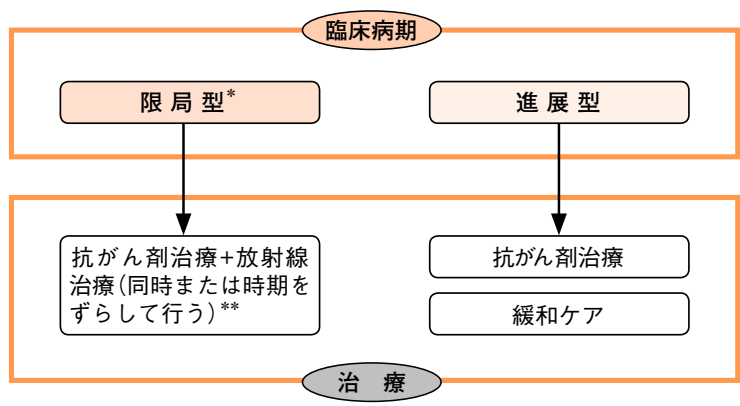 臨床病期
限局型*
進展型
抗がん剤治療+放射線
治療(同時または時期を
ずらして行う)**
抗がん剤治療
緩和ケア
治 療